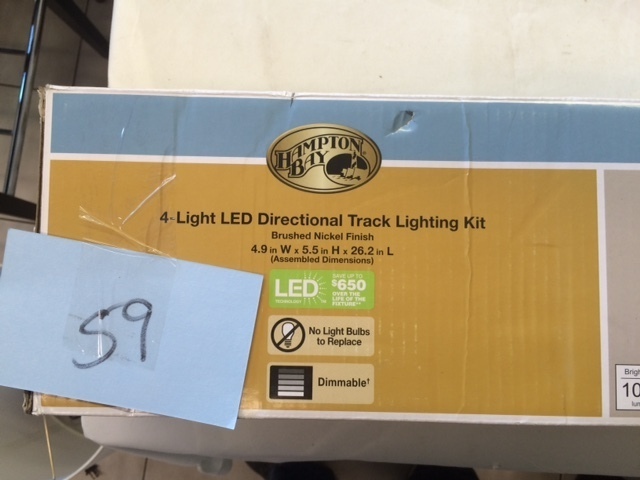 HAMPTON
BAY
4-Light LED Directional Track Lighting Kit
Brushed Nickel Finish
4.9 in W x 5.5 in H x 26.2 in L
(Assembled Dimensions)
LED
TECHNOLOGY
SAVE UP TO
$650
OVER THE
LIFE OF THE
FIXTURE**
No Light Bulbs
to Replace
Dimmable†
59